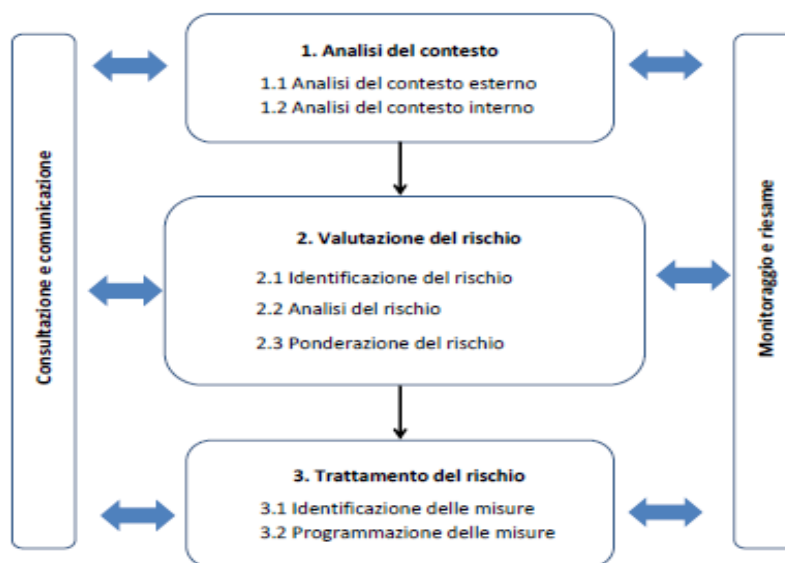 Consultazione e comunicazione
1. Analisi del contesto
1.1 Analisi del contesto esterno
1.2 Analisi del contesto interno
2. Valutazione del rischio
2.1 Identificazione del rischio
2.2 Analisi del rischio
2.3 Ponderazione del rischio
3. Trattamento del rischio
3.1 Identificazione delle misure
3.2 Programmazione delle misure
Monitoraggio e riesame